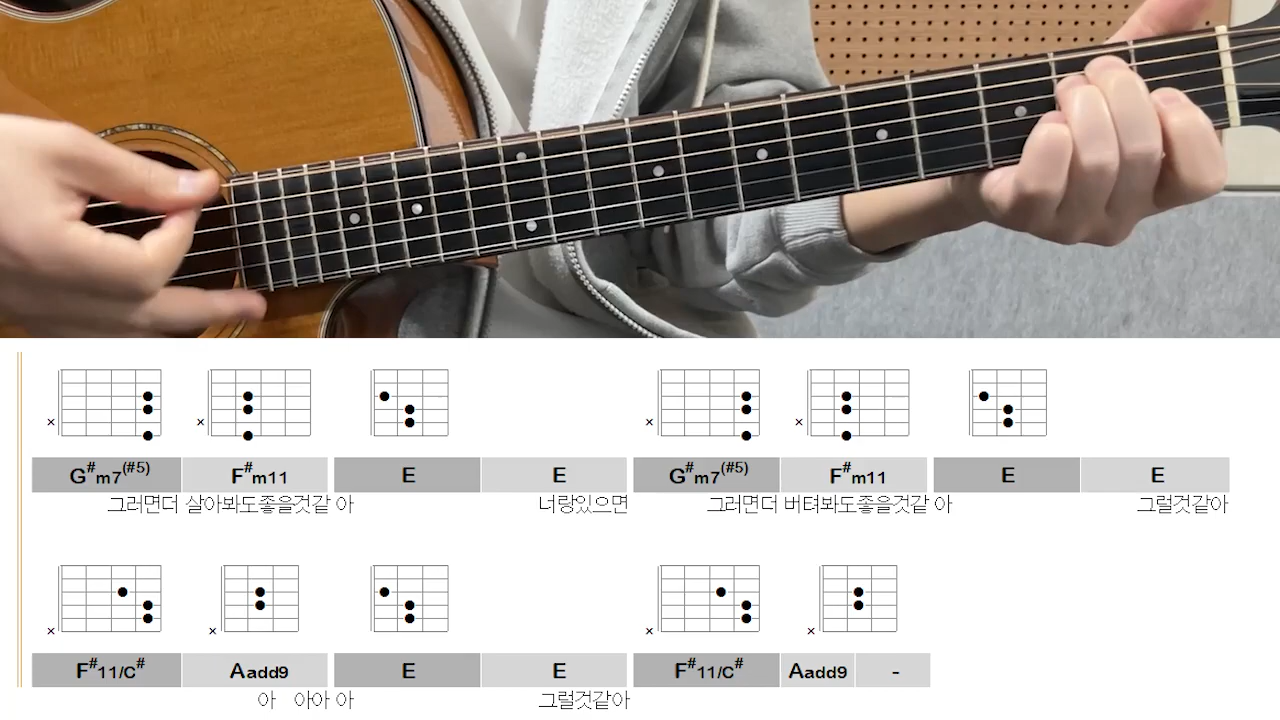 × × × ×
G#m7(#5) F#m11 E E G#m7(#5) F#m11 E E
그러면더 살아봐도좋을것같 아 너랑있으면 그러면더 버텨봐도좋을것같 아 그럴것같아
× × × ×
F#11/C# Aadd9 E E F#11/C# Aadd9 -
아 아아 아 그럴것같아